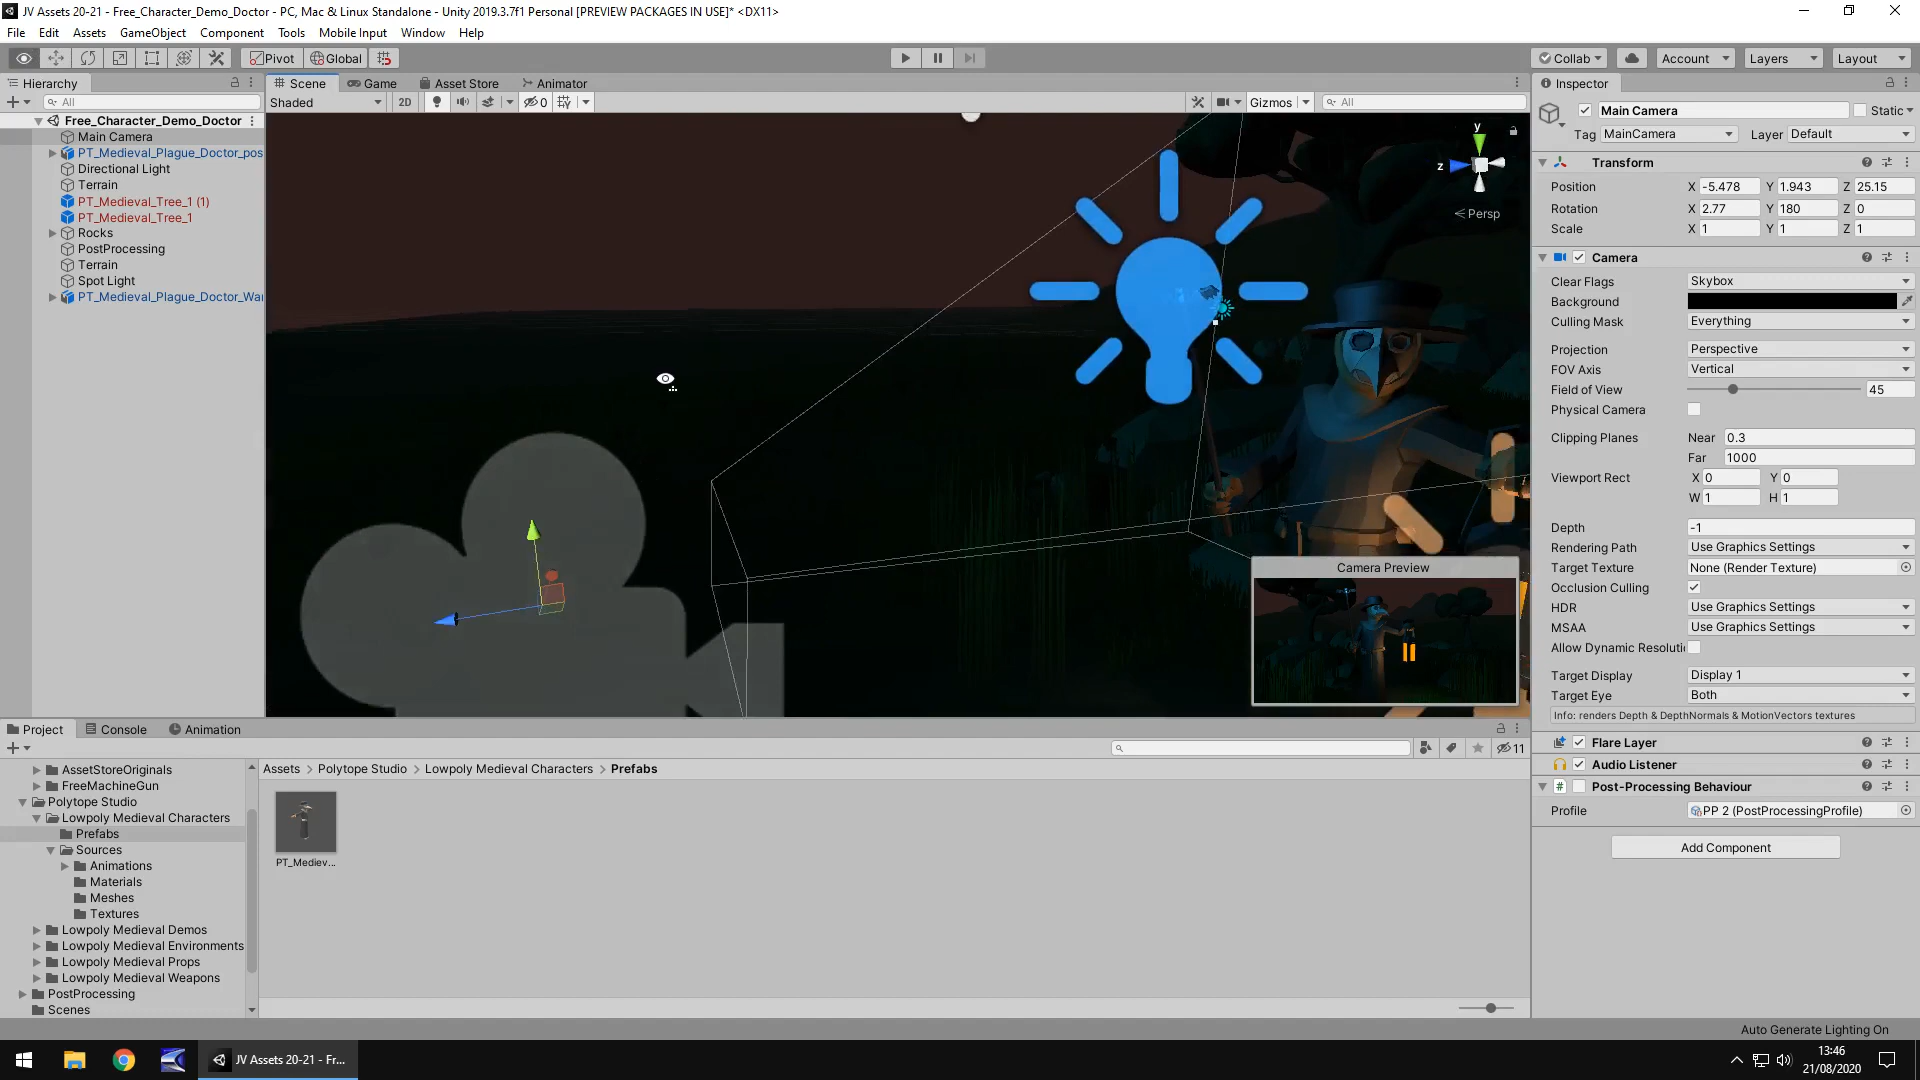 JV Assets 20-21 - Free_Character_Demo_Doctor - PC, Mac & Linux Standalone - Unity 2019.3.7f1 Personal [PREVIEW PACKAGES IN USE]* <DX11>
File Edit Assets GameObject Component Tools Mobile Input Window Help
Pivot Global Collab Account Layers Layout
Hierarchy
All
Free_Character_Demo_Doctor
Main Camera
PT_Medieval_Plague_Doctor_pos
Directional Light
Terrain
PT_Medieval_Tree_1 (1)
PT_Medieval_Tree_1
Rocks
PostProcessing
Terrain
Spot Light
PT_Medieval_Plague_Doctor_War
Scene Game Asset Store Animator
Shaded 2D 0 Gizmos All
y
z
Persp
Camera Preview
Inspector
Main Camera Static
Tag MainCamera Layer Default
Transform
Position X -5.478 Y 1.943 Z 25.15
Rotation X 2.77 Y 180 Z 0
Scale X 1 Y 1 Z 1
Camera
Clear Flags Skybox
Background
Culling Mask Everything
Projection Perspective
FOV Axis Vertical
Field of View 45
Physical Camera
Clipping Planes Near 0.3
Far 1000
Viewport Rect X 0 Y 0
W 1 H 1
Depth -1
Rendering Path Use Graphics Settings
Target Texture None (Render Texture)
Occlusion Culling
HDR Use Graphics Settings
MSAA Use Graphics Settings
Allow Dynamic Resoluti
Target Display Display 1
Target Eye Both
Info: renders Depth & DepthNormals & MotionVectors textures
Flare Layer
Audio Listener
# Post-Processing Behaviour
Profile PP 2 (PostProcessingProfile)
Add Component
Project Console Animation
11
AssetStoreOriginals
FreeMachineGun
Polytope Studio
Lowpoly Medieval Characters
Prefabs
Sources
Animations
Materials
Meshes
Textures
Lowpoly Medieval Demos
Lowpoly Medieval Environments
Lowpoly Medieval Props
Lowpoly Medieval Weapons
PostProcessing
Scenes
Assets > Polytope Studio > Lowpoly Medieval Characters > Prefabs
PT_Mediev...
Auto Generate Lighting On
JV Assets 20-21 - Fr...
13:46
21/08/2020